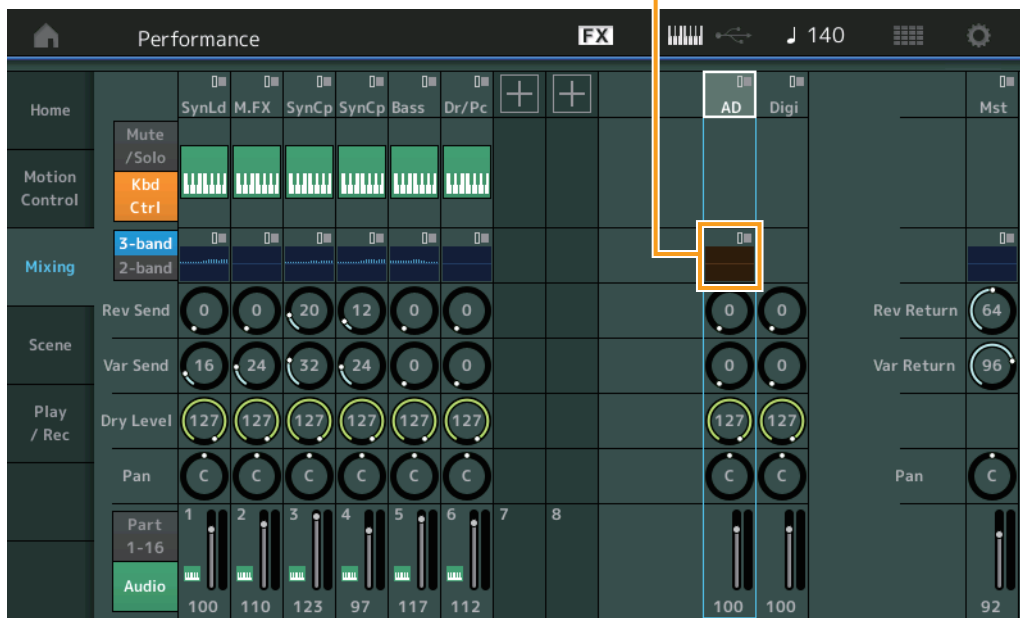 Performance
FX
♩ 140
Home
Motion
Control
Mixing
Scene
Play
/ Rec
SynLd M.FX SynCp SynCp Bass Dr/Pc AD Digi Mst
Mute
/Solo
Kbd
Ctrl
3-band
2-band
Rev Send 0 0 20 12 0 0 0 0 Rev Return 64
Var Send 16 24 32 24 0 0 0 0 Var Return 96
Dry Level 127 127 127 127 127 127 127 127
Pan C C C C C C C C Pan C
Part
1-16
Audio
1 2 3 4 5 6 7 8
100 110 123 97 117 112 100 100 92